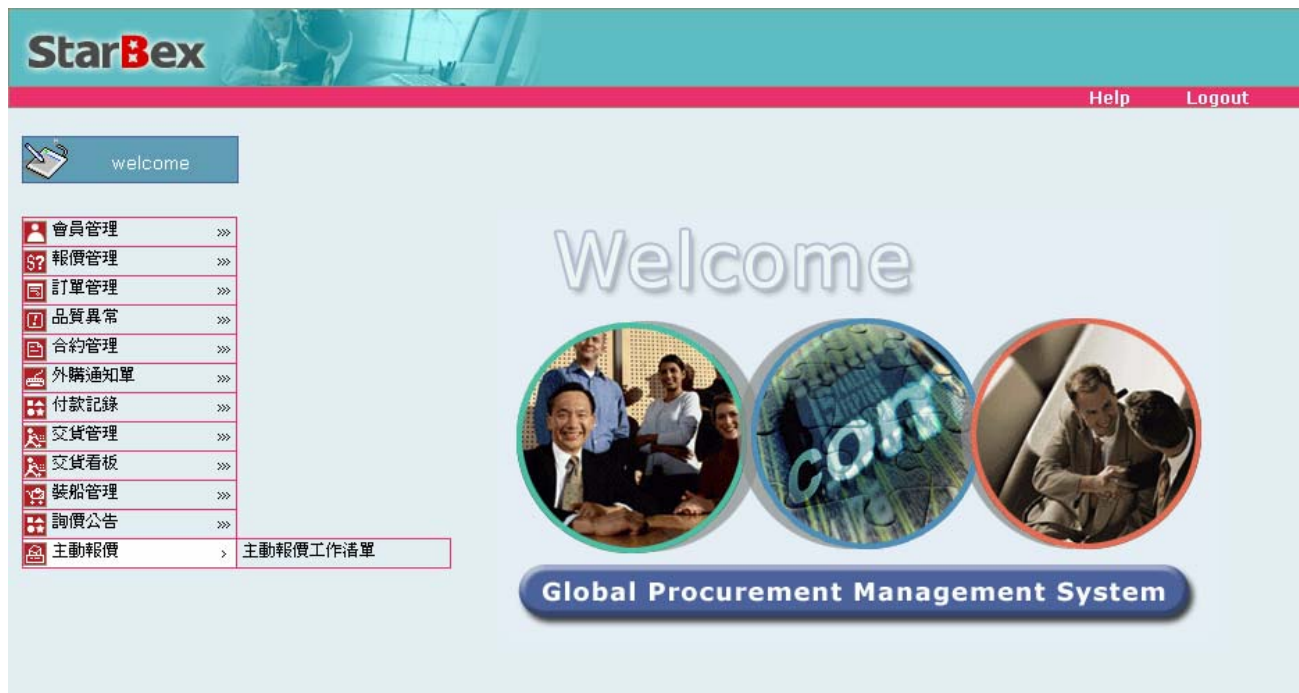 StarBex
Help Logout
welcome
會員管理 »›
報價管理 »›
訂單管理 »›
品質異常 »›
合約管理 »›
外購通知單 »›
付款記錄 »›
交貨管理 »›
交貨看板 »›
裝船管理 »›
詢價公告 »›
主動報價 › 主動報價工作清單
Welcome
com
Global Procurement Management System